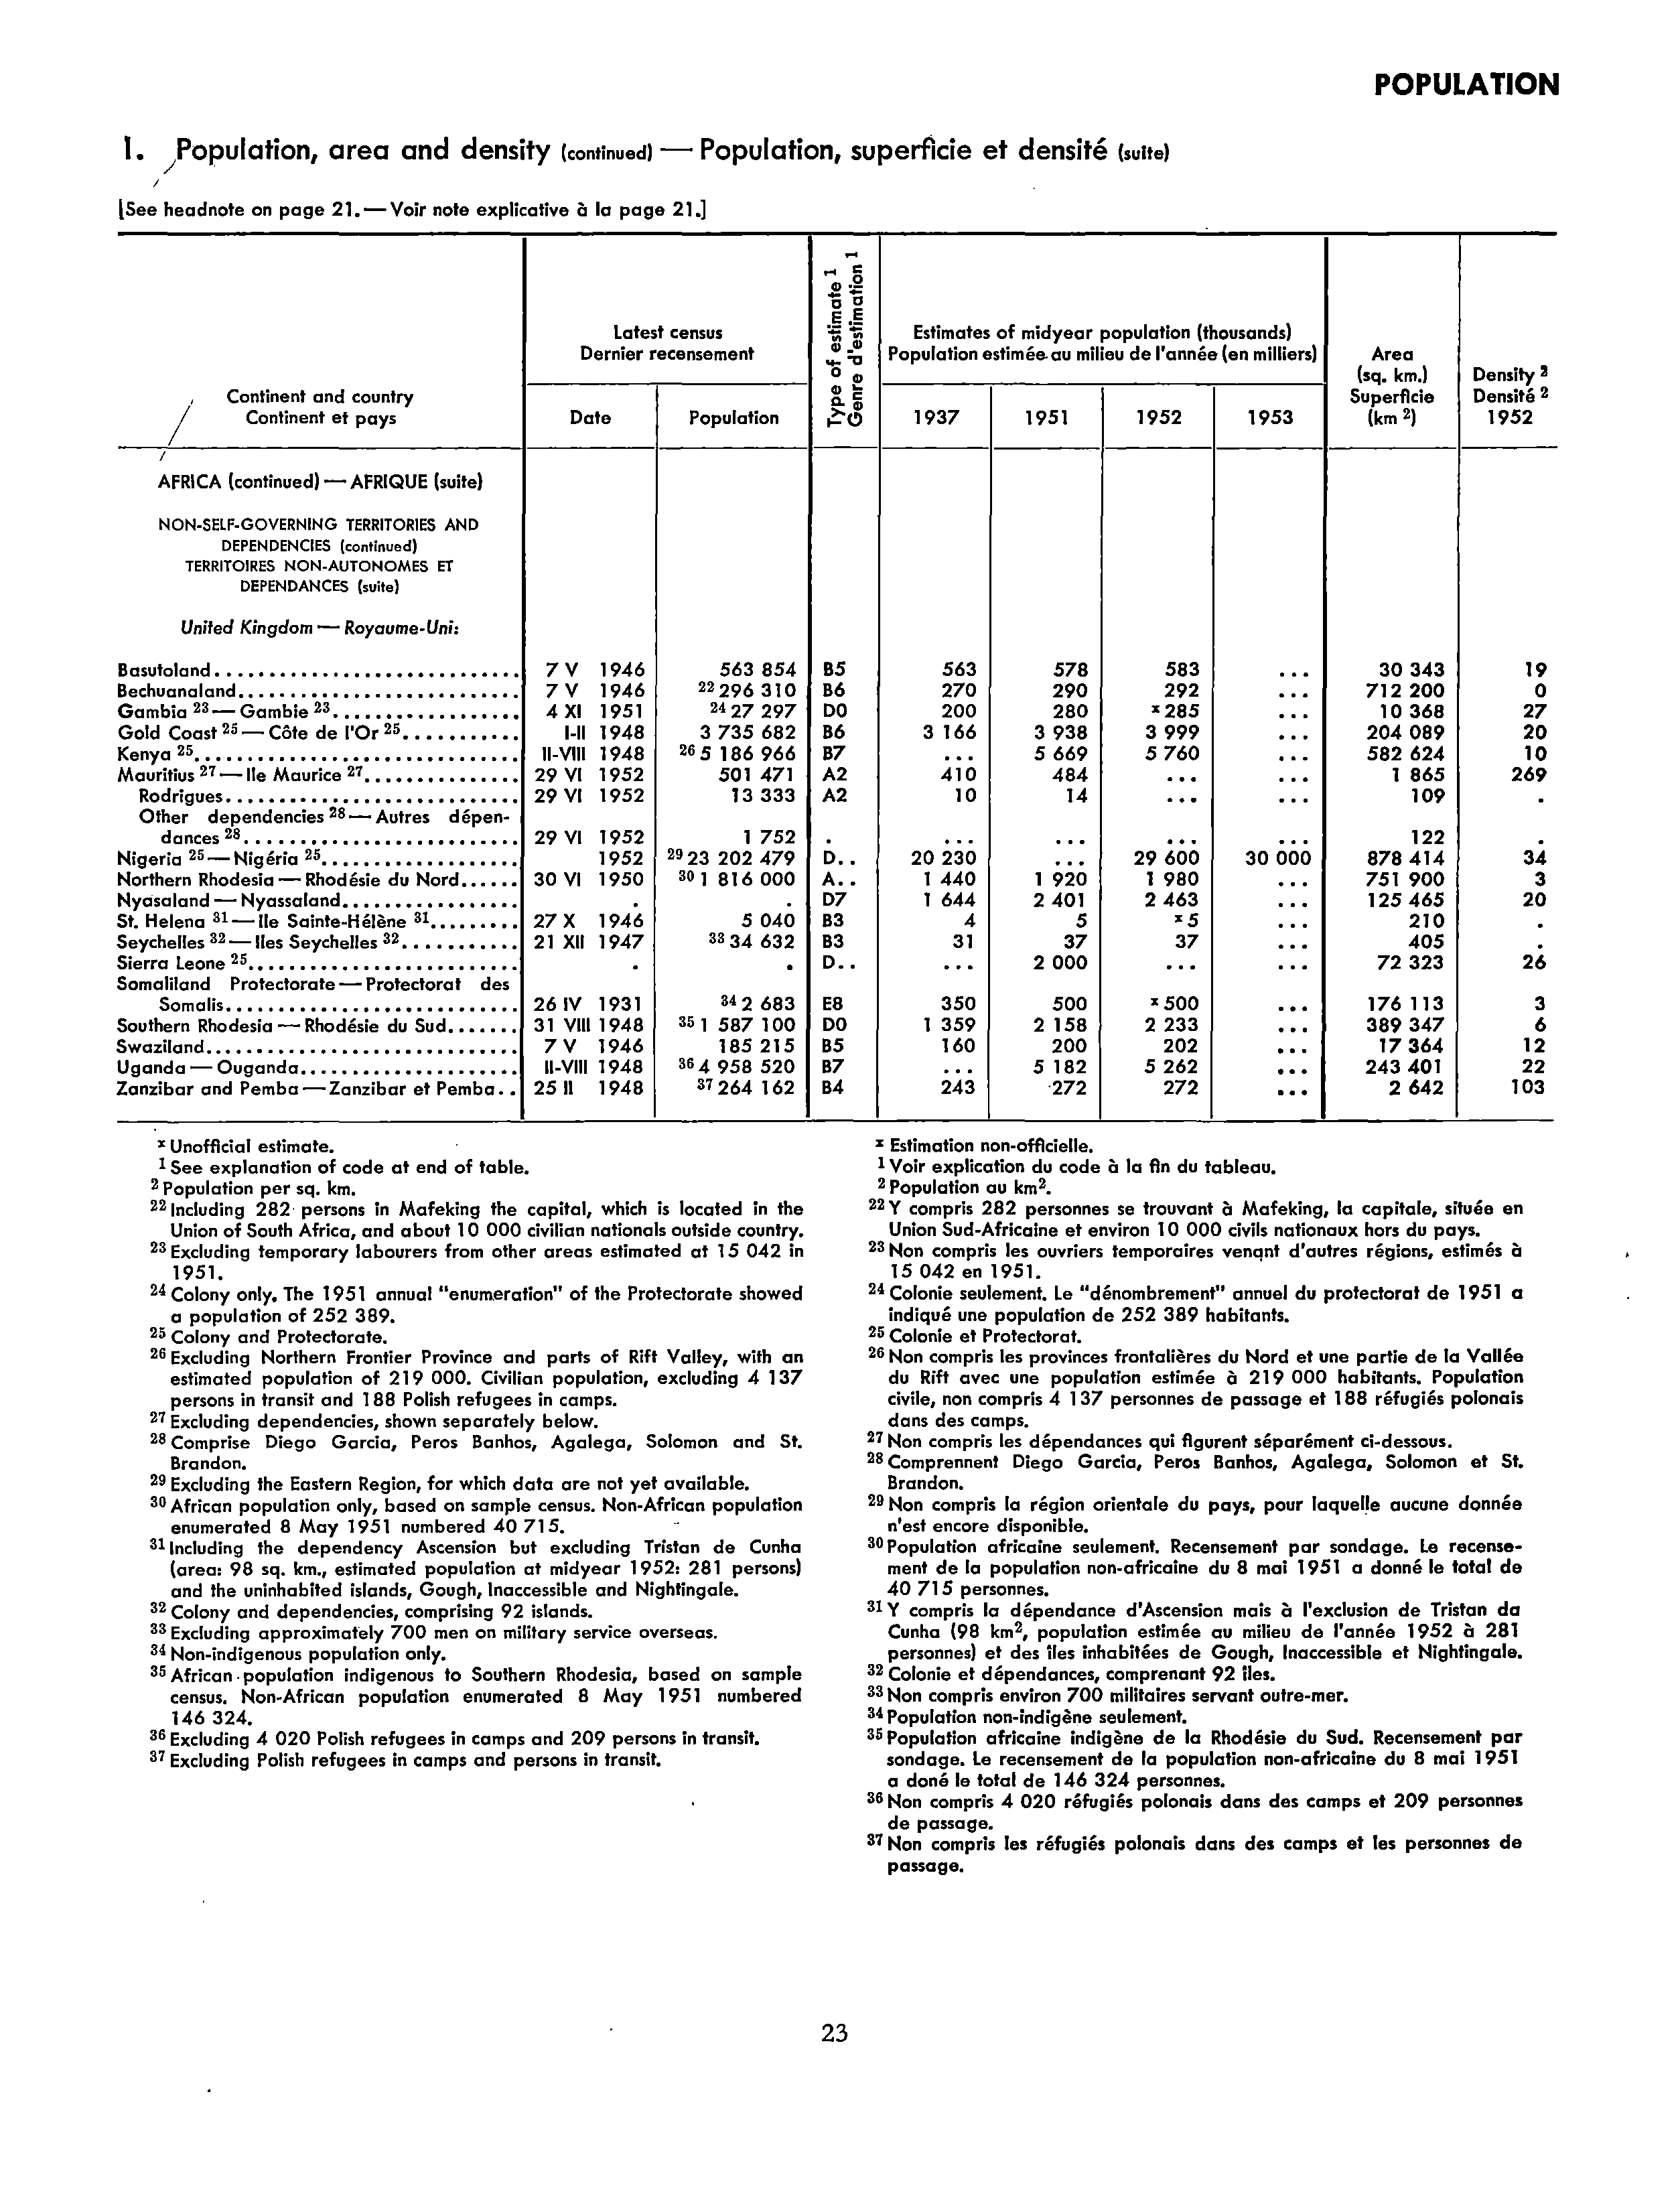 POPULATION
I. Population, area and density (continued) — Population, superficie et densité (suite)
[See headnote on page 21.—Voir note explicative à la page 21.]
Continent and country
Continent et pays
Latest census
Dernier recensement
Date
Population
Type of estimate 1
Genre d'estimation 1
Estimates of midyear population (thousands)
Population estimée au milieu de l'année (en milliers)
1937 1951 1952 1953
Area
(sq. km.)
Superficie
(km 2)
Density 2
Densité 2
1952
AFRICA (continued) — AFRIQUE (suite)
NON-SELF-GOVERNING TERRITORIES AND
DEPENDENCIES (continued)
TERRITOIRES NON-AUTONOMES ET
DEPENDANCES (suite)
United Kingdom — Royaume-Uni:
Basutoland............................ 7 V 1946 563 854 B5 563 578 583 ... 30 343 19
Bechuanaland.......................... 7 V 1946 22 296 310 B6 270 290 292 ... 712 200 0
Gambia 23 — Gambie 23.................. 4 XI 1951 24 27 297 D0 200 280 x 285 ... 10 368 27
Gold Coast 25 — Côte de l'Or 25........... I-II 1948 3 735 682 B6 3 166 3 938 3 999 ... 204 089 20
Kenya 25.............................. II-VIII 1948 26 5 186 966 B7 ... 5 669 5 760 ... 582 624 10
Mauritius 27 — Ile Maurice 27............... 29 VI 1952 501 471 A2 410 484 ... ... 1 865 269
Rodrigues........................... 29 VI 1952 13 333 A2 10 14 ... ... 109 .
Other dependencies 28 — Autres dépen-
dances 28......................... 29 VI 1952 1 752 . ... ... ... ... 122 .
Nigeria 25 — Nigéria 25................... 1952 29 23 202 479 D.. 20 230 ... 29 600 30 000 878 414 34
Northern Rhodesia — Rhodésie du Nord...... 30 VI 1950 30 1 816 000 A.. 1 440 1 920 1 980 ... 751 900 3
Nyasaland — Nyassaland................. . . D7 1 644 2 401 2 463 ... 125 465 20
St. Helena 31 — Ile Sainte-Hélène 31......... 27 X 1946 5 040 B3 4 5 x 5 ... 210 .
Seychelles 32 — Iles Seychelles 32........... 21 XII 1947 33 34 632 B3 31 37 37 ... 405 .
Sierra Leone 25......................... . . D.. ... 2 000 ... ... 72 323 26
Somaliland Protectorate — Protectorat des
Somalis........................... 26 IV 1931 34 2 683 E8 350 500 x 500 ... 176 113 3
Southern Rhodesia — Rhodésie du Sud....... 31 VIII 1948 35 1 587 100 D0 1 359 2 158 2 233 ... 389 347 6
Swaziland............................. 7 V 1946 185 215 B5 160 200 202 ... 17 364 12
Uganda — Ouganda..................... II-VIII 1948 36 4 958 520 B7 ... 5 182 5 262 ... 243 401 22
Zanzibar and Pemba — Zanzibar et Pemba.. 25 II 1948 37 264 162 B4 243 272 272 ... 2 642 103
x Unofficial estimate.
1 See explanation of code at end of table.
2 Population per sq. km.
22 Including 282 persons in Mafeking the capital, which is located in the
Union of South Africa, and about 10 000 civilian nationals outside country.
23 Excluding temporary labourers from other areas estimated at 15 042 in
1951.
24 Colony only. The 1951 annual "enumeration" of the Protectorate showed
a population of 252 389.
25 Colony and Protectorate.
26 Excluding Northern Frontier Province and parts of Rift Valley, with an
estimated population of 219 000. Civilian population, excluding 4 137
persons in transit and 188 Polish refugees in camps.
27 Excluding dependencies, shown separately below.
28 Comprise Diego Garcia, Peros Banhos, Agalega, Solomon and St.
Brandon.
29 Excluding the Eastern Region, for which data are not yet available.
30 African population only, based on sample census. Non-African population
enumerated 8 May 1951 numbered 40 715.
31 Including the dependency Ascension but excluding Tristan de Cunha
(area: 98 sq. km., estimated population at midyear 1952: 281 persons)
and the uninhabited islands, Gough, Inaccessible and Nightingale.
32 Colony and dependencies, comprising 92 islands.
33 Excluding approximately 700 men on military service overseas.
34 Non-indigenous population only.
35 African population indigenous to Southern Rhodesia, based on sample
census. Non-African population enumerated 8 May 1951 numbered
146 324.
36 Excluding 4 020 Polish refugees in camps and 209 persons in transit.
37 Excluding Polish refugees in camps and persons in transit.
x Estimation non-officielle.
1 Voir explication du code à la fin du tableau.
2 Population au km2.
22 Y compris 282 personnes se trouvant à Mafeking, la capitale, située en
Union Sud-Africaine et environ 10 000 civils nationaux hors du pays.
23 Non compris les ouvriers temporaires venant d'autres régions, estimés à
15 042 en 1951.
24 Colonie seulement. Le "dénombrement" annuel du protectorat de 1951 a
indiqué une population de 252 389 habitants.
25 Colonie et Protectorat.
26 Non compris les provinces frontalières du Nord et une partie de la Vallée
du Rift avec une population estimée à 219 000 habitants. Population
civile, non compris 4 137 personnes de passage et 188 réfugiés polonais
dans des camps.
27 Non compris les dépendances qui figurent séparément ci-dessous.
28 Comprennent Diego Garcia, Peros Banhos, Agalega, Solomon et St.
Brandon.
29 Non compris la région orientale du pays, pour laquelle aucune donnée
n'est encore disponible.
30 Population africaine seulement. Recensement par sondage. Le recense-
ment de la population non-africaine du 8 mai 1951 a donné le total de
40 715 personnes.
31 Y compris la dépendance d'Ascension mais à l'exclusion de Tristan da
Cunha (98 km2, population estimée au milieu de l'année 1952 à 281
personnes) et des îles inhabitées de Gough, Inaccessible et Nightingale.
32 Colonie et dépendances, comprenant 92 îles.
33 Non compris environ 700 militaires servant outre-mer.
34 Population non-indigène seulement.
35 Population africaine indigène de la Rhodésie du Sud. Recensement par
sondage. Le recensement de la population non-africaine du 8 mai 1951
a doné le total de 146 324 personnes.
36 Non compris 4 020 réfugiés polonais dans des camps et 209 personnes
de passage.
37 Non compris les réfugiés polonais dans des camps et les personnes de
passage.
23